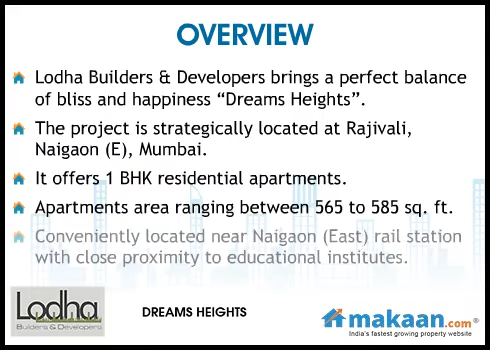 OVERVIEW
Lodha Builders & Developers brings a perfect balance
of bliss and happiness “Dreams Heights”.
The project is strategically located at Rajivali,
Naigaon (E), Mumbai.
It offers 1 BHK residential apartments.
Apartments area ranging between 565 to 585 sq. ft.
Conveniently located near Naigaon (East) rail station
with close proximity to educational institutes.
Lodha
Builders & Developers
DREAMS HEIGHTS
makaan.com®
India's fastest growing property website